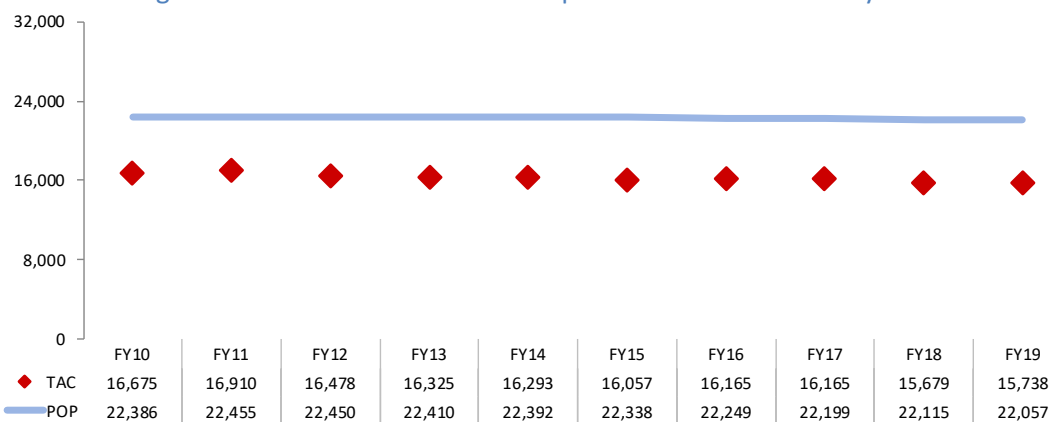 32,000
24,000
16,000
8,000
0
FY10 FY11 FY12 FY13 FY14 FY15 FY16 FY17 FY18 FY19
TAC 16,675 16,910 16,478 16,325 16,293 16,057 16,165 16,165 15,679 15,738
POP 22,386 22,455 22,450 22,410 22,392 22,338 22,249 22,199 22,115 22,057